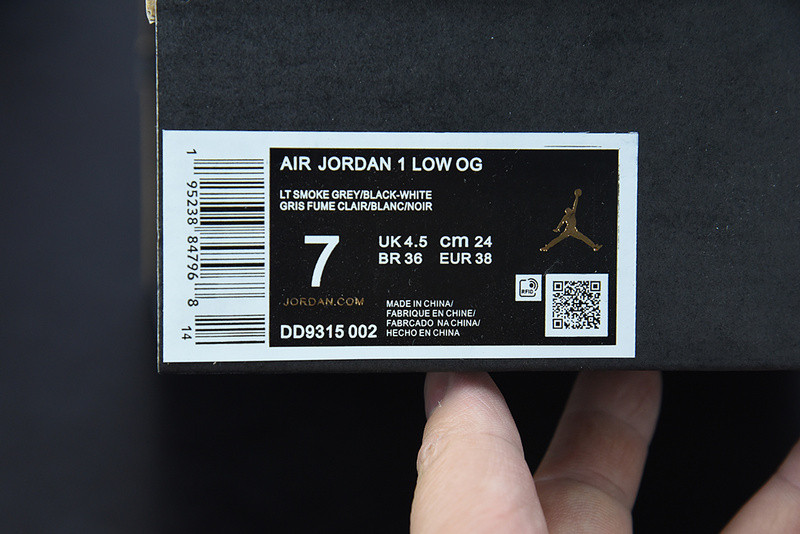 AIR JORDAN 1 LOW OG
LT SMOKE GREY/BLACK-WHITE
GRIS FUME CLAIR/BLANC/NOIR
7
UK 4.5 cm 24
BR 36 EUR 38
JORDAN.COM
DD9315 002
MADE IN CHINA/
FABRIQUE EN CHINE/
FABRCADO NA CHINA/
HECHO EN CHINA
RFID
1 95238 84796 8 14